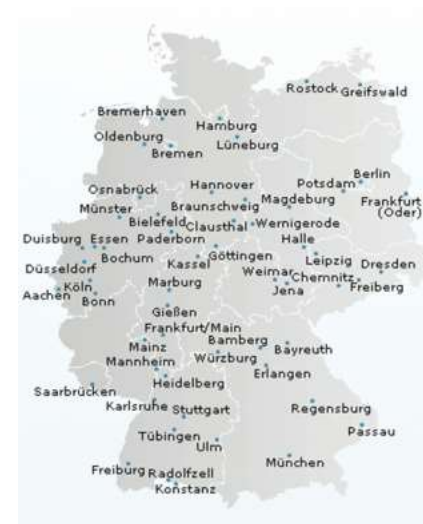 Rostock
Greifswald
Bremerhaven
Hamburg
Oldenburg
Bremen
Lüneburg
Berlin
Hannover
Potsdam
Osnabrück
Braunschweig
Magdeburg
Frankfurt
(Oder)
Münster
Bielefeld
Clausthal
Wernigerode
Duisburg
Essen
Paderborn
Halle
Bochum
Göttingen
Leipzig
Düsseldorf
Kassel
Weimar
Chemnitz
Dresden
Köln
Marburg
Jena
Freiberg
Aachen
Bonn
Gießen
Frankfurt/Main
Mainz
Bamberg
Bayreuth
Mannheim
Würzburg
Erlangen
Heidelberg
Saarbrücken
Karlsruhe
Stuttgart
Regensburg
Tübingen
Passau
Ulm
Freiburg
Radolfzell
München
Konstanz